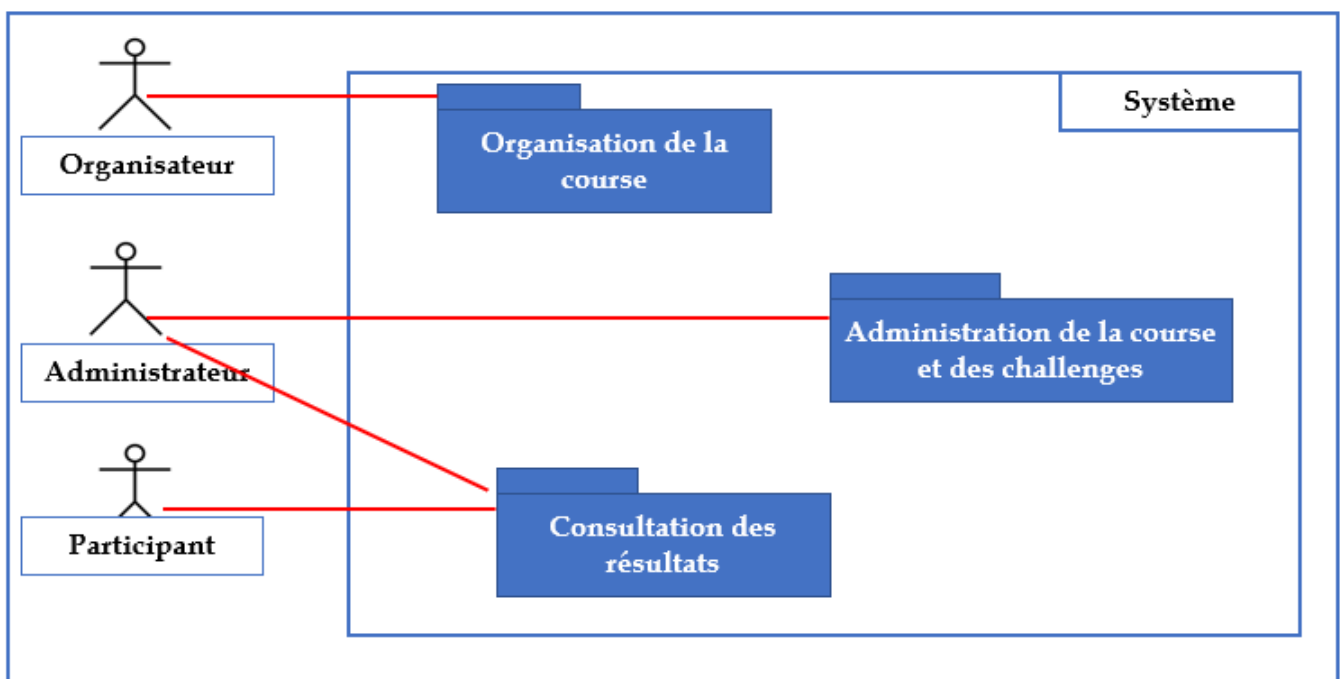 Système
Organisation de la
course
Organisateur
Administration de la course
et des challenges
Administrateur
Consultation des
résultats
Participant